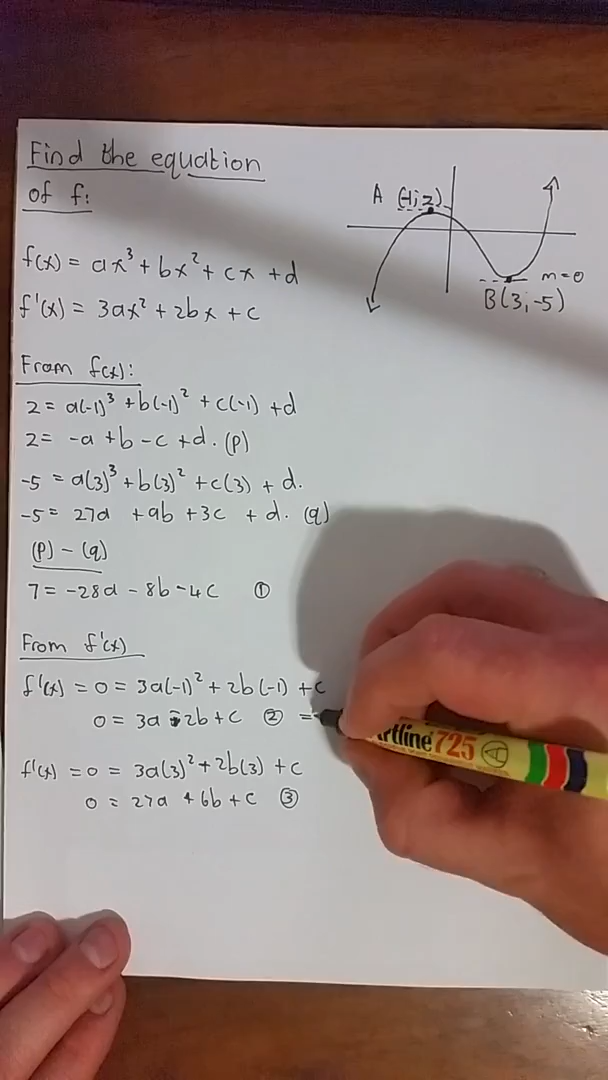 Find the equation
of f:
A (-1;2)
m=0
B(3;-5)
f(x) = ax³ + bx² + cx + d
f'(x) = 3ax² + 2bx + c
From f(x):
2 = a(-1)³ + b(-1)² + c(-1) + d
2 = -a + b - c + d. (p)
-5 = a(3)³ + b(3)² + c(3) + d.
-5 = 27a + 9b + 3c + d. (q)
(p) - (q)
7 = -28a - 8b - 4c ①
From f'(x)
f'(x) = 0 = 3a(-1)² + 2b(-1) + c
0 = 3a - 2b + c ② =
f'(x) = 0 = 3a(3)² + 2b(3) + c
0 = 27a + 6b + c ③
Artline 725